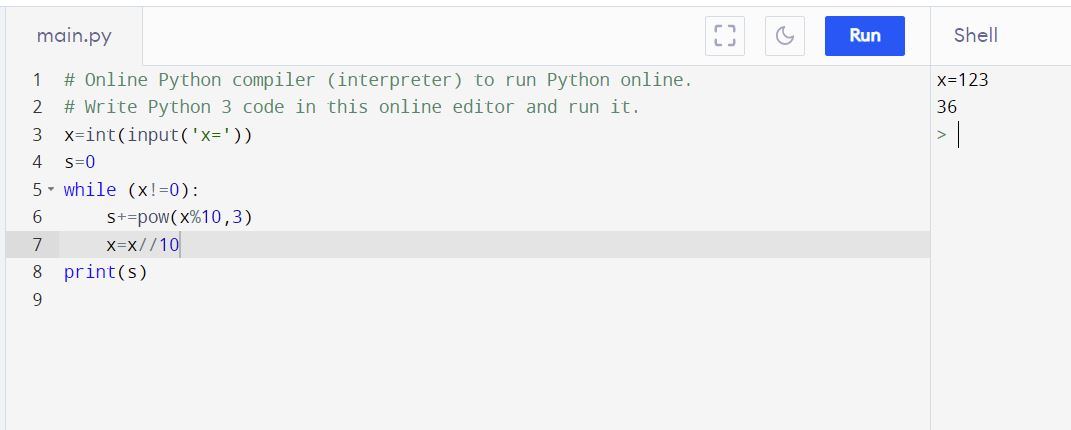 main.py Run Shell
1 # Online Python compiler (interpreter) to run Python online.
2 # Write Python 3 code in this online editor and run it.
3 x=int(input('x='))
4 s=0
5 while (x!=0):
6     s+=pow(x%10,3)
7     x=x//10
8 print(s)
9
x=123
36
>